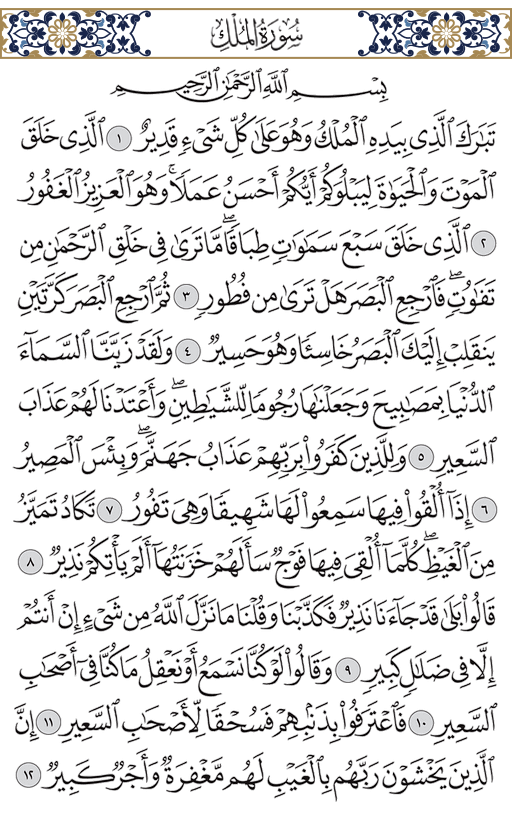 سُورَةُ الْمُلْكِ
بِسْمِ ٱللَّهِ ٱلرَّحْمَٰنِ ٱلرَّحِيمِ
تَبَٰرَكَ ٱلَّذِى بِيَدِهِ ٱلْمُلْكُ وَهُوَ عَلَىٰ كُلِّ شَىْءٍ قَدِيرٌ ١ ٱلَّذِى خَلَقَ
ٱلْمَوْتَ وَٱلْحَيَوٰةَ لِيَبْلُوَكُمْ أَيُّكُمْ أَحْسَنُ عَمَلًا ۚ وَهُوَ ٱلْعَزِيزُ ٱلْغَفُورُ
٢ ٱلَّذِى خَلَقَ سَبْعَ سَمَٰوَٰتٍ طِبَاقًا ۖ مَّا تَرَىٰ فِى خَلْقِ ٱلرَّحْمَٰنِ مِن
تَفَٰوُتٍ ۖ فَٱرْجِعِ ٱلْبَصَرَ هَلْ تَرَىٰ مِن فُطُورٍ ٣ ثُمَّ ٱرْجِعِ ٱلْبَصَرَ كَرَّتَيْنِ
يَنقَلِبْ إِلَيْكَ ٱلْبَصَرُ خَاسِئًا وَهُوَ حَسِيرٌ ٤ وَلَقَدْ زَيَّنَّا ٱلسَّمَآءَ
ٱلدُّنْيَا بِمَصَٰبِيحَ وَجَعَلْنَٰهَا رُجُومًا لِّلشَّيَٰطِينِ ۖ وَأَعْتَدْنَا لَهُمْ عَذَابَ
ٱلسَّعِيرِ ٥ وَلِلَّذِينَ كَفَرُوا۟ بِرَبِّهِمْ عَذَابُ جَهَنَّمَ ۖ وَبِئْسَ ٱلْمَصِيرُ
٦ إِذَآ أُلْقُوا۟ فِيهَا سَمِعُوا۟ لَهَا شَهِيقًا وَهِىَ تَفُورُ ٧ تَكَادُ تَمَيَّزُ
مِنَ ٱلْغَيْظِ ۖ كُلَّمَآ أُلْقِىَ فِيهَا فَوْجٌ سَأَلَهُمْ خَزَنَتُهَآ أَلَمْ يَأْتِكُمْ نَذِيرٌ ٨
قَالُوا۟ بَلَىٰ قَدْ جَآءَنَا نَذِيرٌ فَكَذَّبْنَا وَقُلْنَا مَا نَزَّلَ ٱللَّهُ مِن شَىْءٍ إِنْ أَنتُمْ
إِلَّا فِى ضَلَٰلٍ كَبِيرٍ ٩ وَقَالُوا۟ لَوْ كُنَّا نَسْمَعُ أَوْ نَعْقِلُ مَا كُنَّا فِىٓ أَصْحَٰبِ
ٱلسَّعِيرِ ١٠ فَٱعْتَرَفُوا۟ بِذَنۢبِهِمْ فَسُحْقًا لِّأَصْحَٰبِ ٱلسَّعِيرِ ١١ إِنَّ
ٱلَّذِينَ يَخْشَوْنَ رَبَّهُم بِٱلْغَيْبِ لَهُم مَّغْفِرَةٌ وَأَجْرٌ كَبِيرٌ ١٢